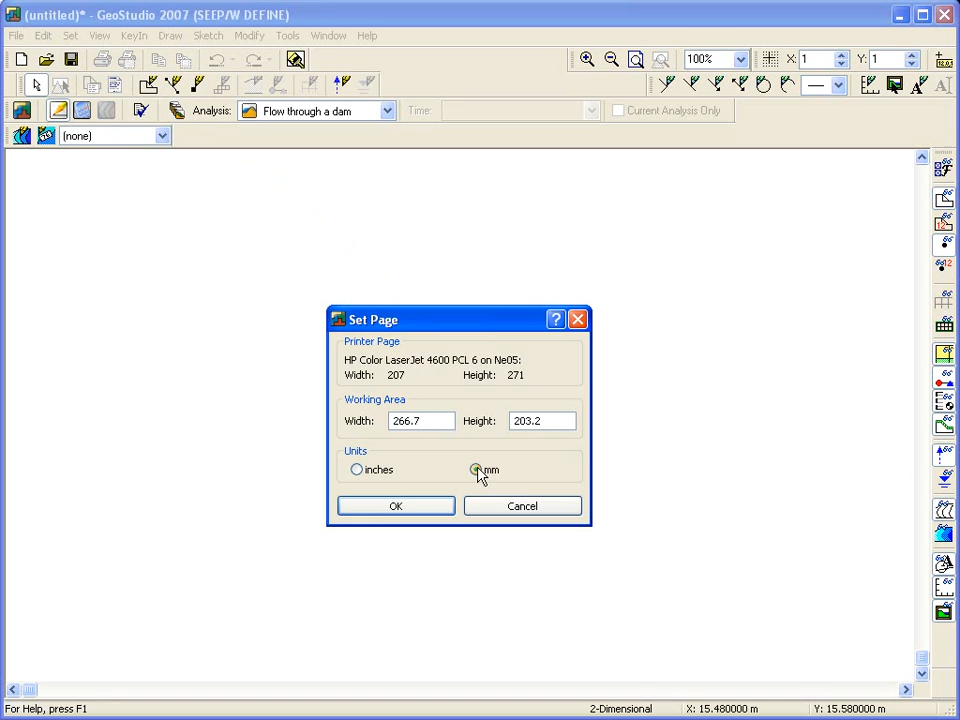 (untitled)* - GeoStudio 2007 (SEEP/W DEFINE)
File Edit Set View KeyIn Draw Sketch Modify Tools Window Help
100% X: 1 Y: 1
Analysis: Flow through a dam Time: Current Analysis Only
(none)
Set Page
Printer Page
HP Color LaserJet 4600 PCL 6 on Ne05:
Width: 207 Height: 271
Working Area
Width: 266.7 Height: 203.2
Units
inches mm
OK Cancel
For Help, press F1 2-Dimensional X: 15.480000 m Y: 15.580000 m